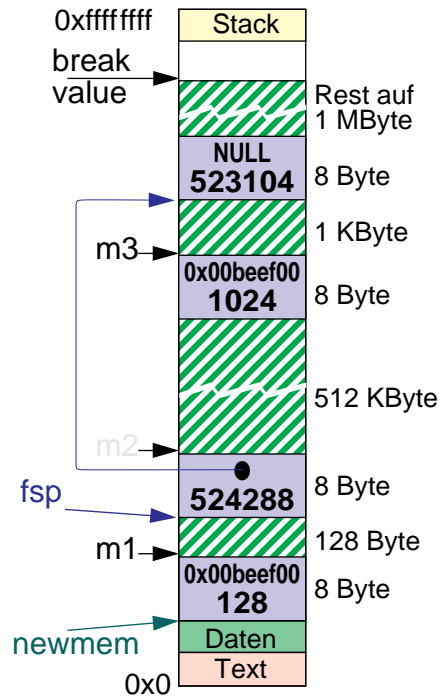 0xffffffff
Stack
break
value
Rest auf
1 MByte
NULL
523104
8 Byte
1 KByte
m3
0x00beef00
1024
8 Byte
512 KByte
m2
524288
8 Byte
fsp
128 Byte
m1
0x00beef00
128
8 Byte
newmem
Daten
Text
0x0